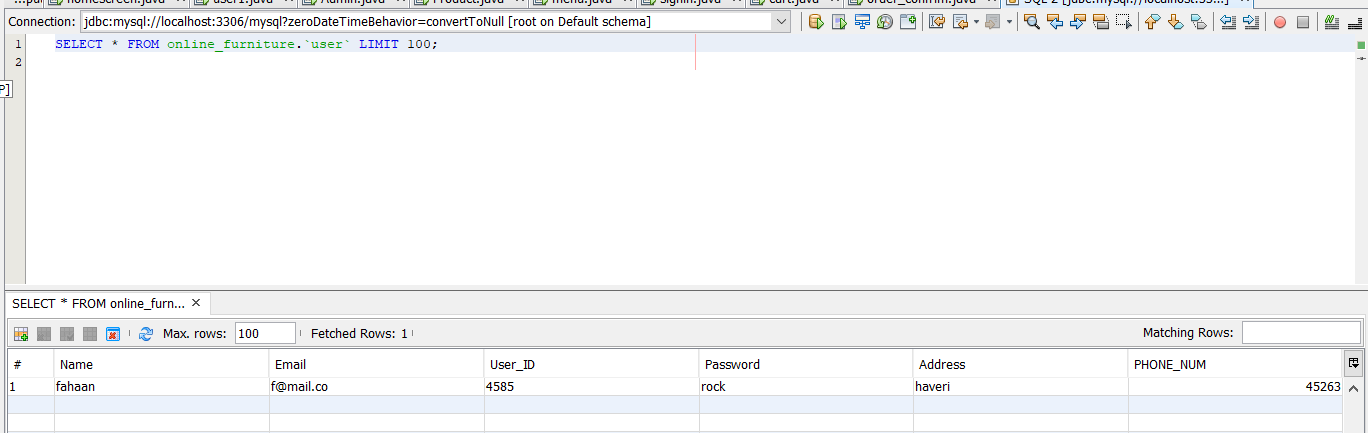 homeScreen.java user1.java Admin.java Product.java menu.java signin.java cart.java order_confirm.java SQL 2 [jdbc:mysql://localhost:33...]
Connection: jdbc:mysql://localhost:3306/mysql?zeroDateTimeBehavior=convertToNull [root on Default schema]
1 SELECT * FROM online_furniture.`user` LIMIT 100;
2
P]
SELECT * FROM online_furn...
Max. rows: 100 Fetched Rows: 1 Matching Rows:
# Name Email User_ID Password Address PHONE_NUM
1 fahaan f@mail.co 4585 rock haveri 45263